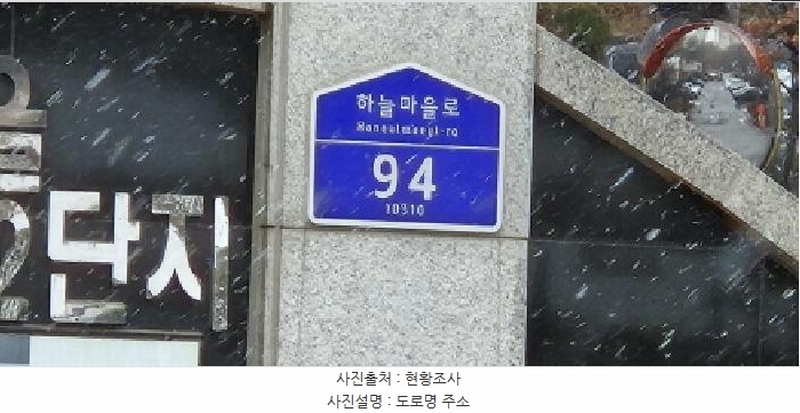 하늘마을로
Haneulmaeul-ro
94
10310
2단지
사진출처 : 현황조사
사진설명 : 도로명 주소